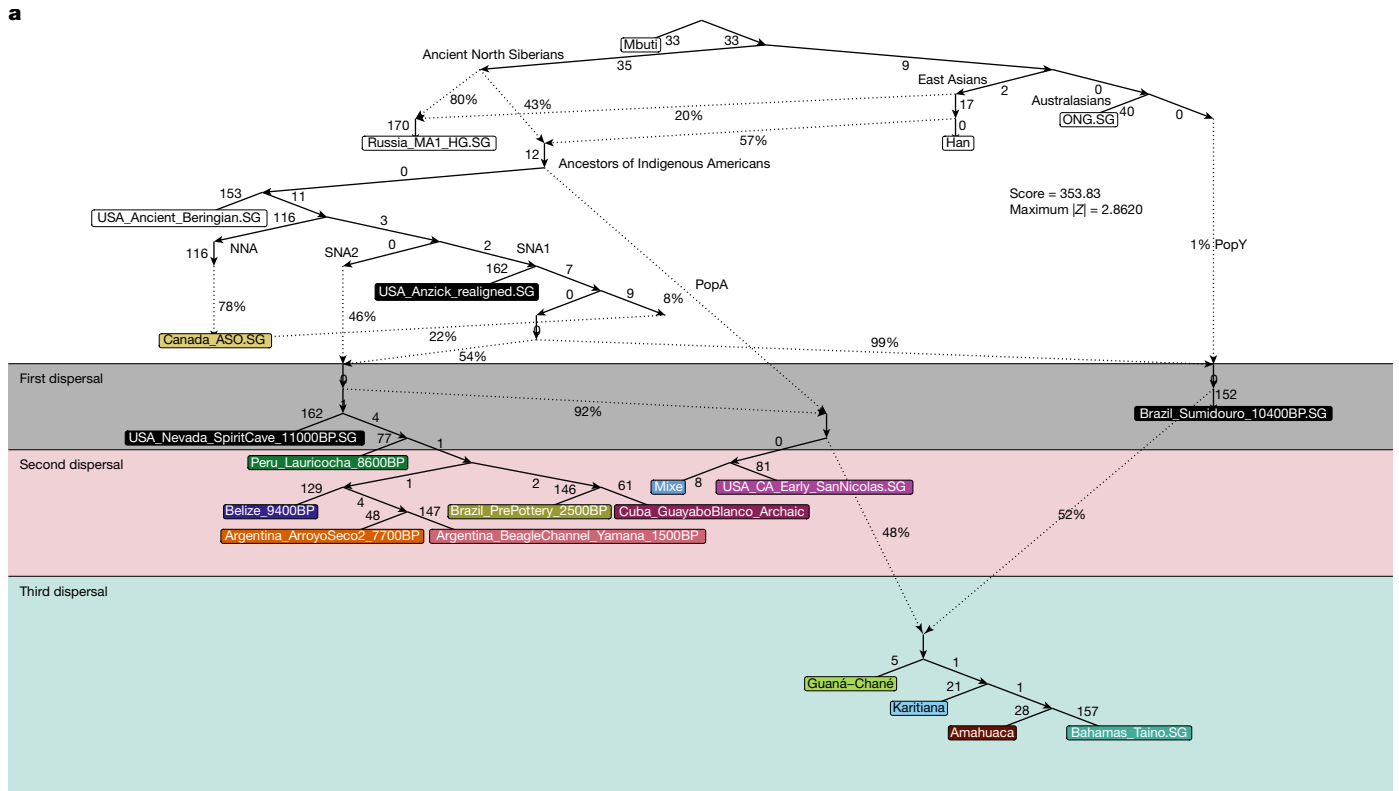 a
Mbuti 33 33
Ancient North Siberians
35 9
East Asians
80% 43% 2 0
Australasians
17 20% 40 0
170 0 ONG.SG
Russia_MA1_HG.SG 57% Han
12 Ancestors of Indigenous Americans
0
153 11 Score = 353.83
USA_Ancient_Beringian.SG 116 Maximum |Z| = 2.8620
3
116 NNA SNA2 0 2 SNA1 1% PopY
162 7
USA_Anzick_realigned.SG 0 9 8% PopA
78% 46%
Canada_ASO.SG 22% 0 99%
54%
First dispersal 0 0
152
162 4 92% Brazil_Sumidouro_10400BP.SG
USA_Nevada_SpiritCave_11000BP.SG 77 1 0
Second dispersal Peru_Lauricocha_8600BP
81
129 1 2 146 61 Mixe 8 USA_CA_Early_SanNicolas.SG
Belize_9400BP 4 48 147 Brazil_PrePottery_2500BP Cuba_GuayaboBlanco_Archaic 52%
Argentina_ArroyoSeco2_7700BP Argentina_BeagleChannel_Yamana_1500BP 48%
Third dispersal
5 1
Guaná–Chané 21 1
Karitiana 28 157
Amahuaca Bahamas_Taino.SG